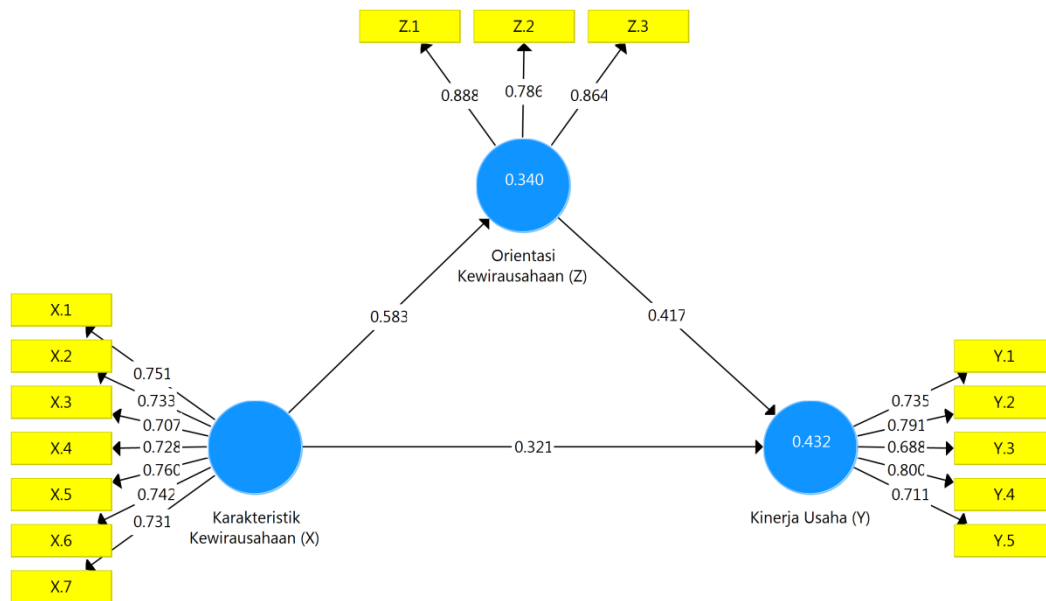 Z.1
Z.2
Z.3
0.888
0.786
0.864
0.340
Orientasi
Kewirausahaan (Z)
0.583
0.417
X.1
X.2
X.3
X.4
X.5
X.6
X.7
0.751
0.733
0.707
0.728
0.760
0.742
0.731
Karakteristik
Kewirausahaan (X)
0.321
0.432
Kinerja Usaha (Y)
0.735
0.791
0.688
0.800
0.711
Y.1
Y.2
Y.3
Y.4
Y.5